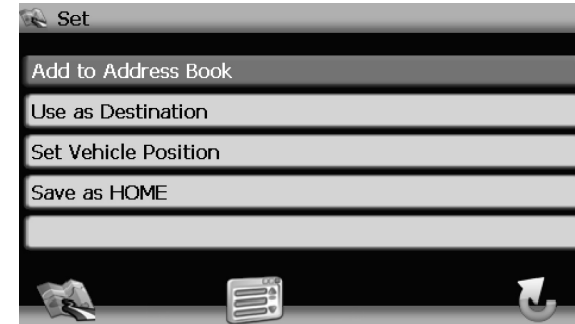 Set
Add to Address Book
Use as Destination
Set Vehicle Position
Save as HOME